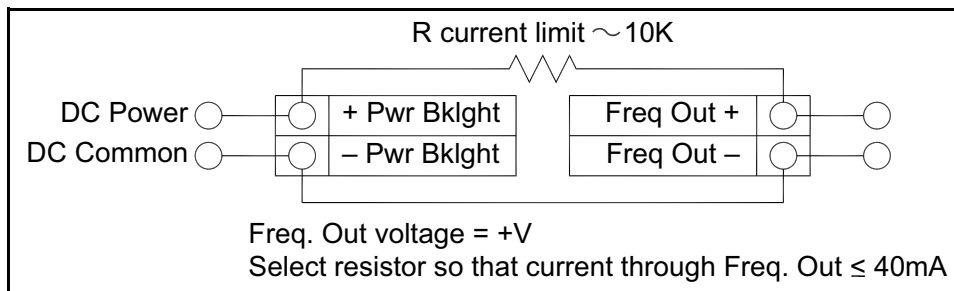 R current limit ～10K
DC Power
+ Pwr Bklght
Freq Out +
DC Common
– Pwr Bklght
Freq Out –
Freq. Out voltage = +V
Select resistor so that current through Freq. Out ≤ 40mA